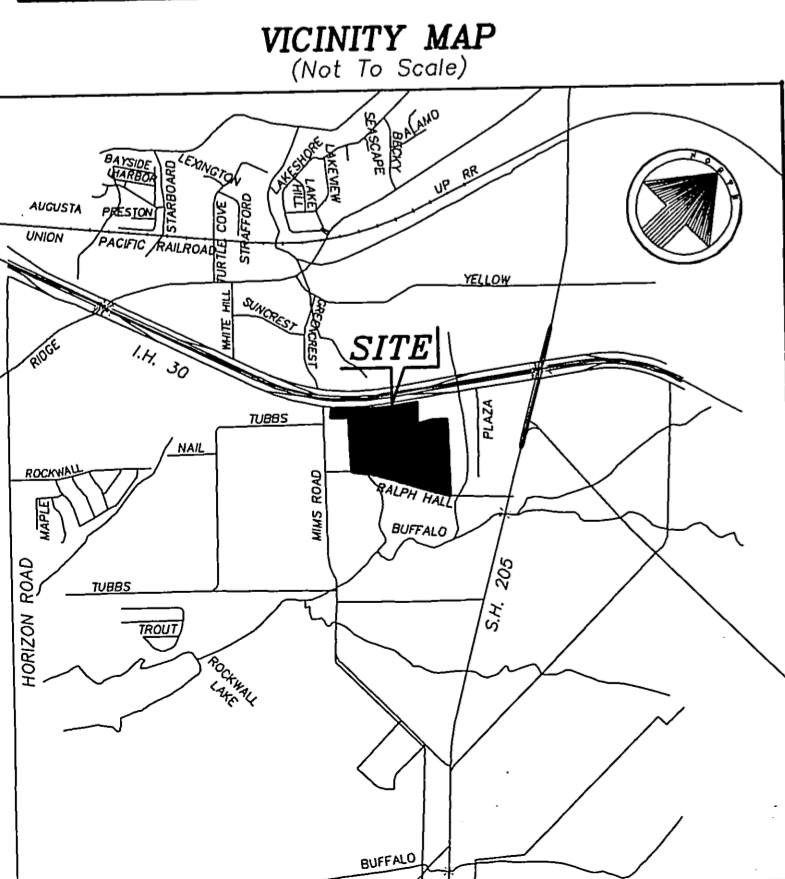 VICINITY MAP
(Not To Scale)
NORTH
ALAMO
BECKY
SEASCAPE
LAKESHORE
LAKEVIEW
LAKE
HILL
BAYSIDE
HARBOR
LEXINGTON
STARBOARD
PRESTON
AUGUSTA
UNION
PACIFIC RAILROAD
TURTLE COVE
STRAFFORD
UP RR
YELLOW
WHITE HILL
SUNCREST
GREENCREST
RIDGE
I.H. 30
SITE
TUBBS
NAIL
PLAZA
ROCKWALL
MAPLE
MIMS ROAD
RALPH HALL
BUFFALO
HORIZON ROAD
TUBBS
S.H. 205
TROUT
ROCKWALL
LAKE
BUFFALO